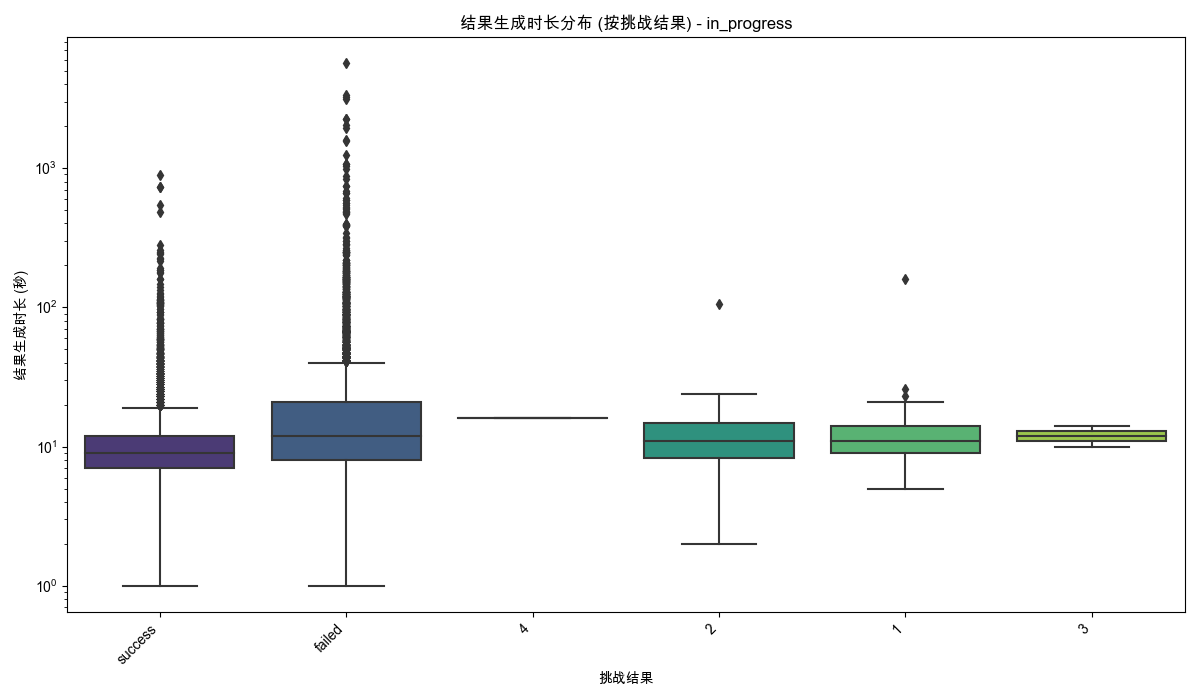 结果生成时长分布 (按挑战结果) - in_progress
结果生成时长 (秒)
10³
10²
10¹
10⁰
success
failed
4
2
1
3
挑战结果